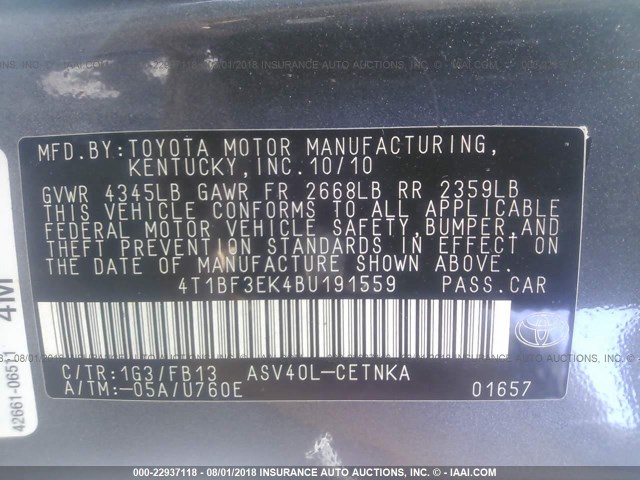 MFD.BY:TOYOTA MOTOR MANUFACTURING,
KENTUCKY,INC.10/10
GVWR 4345LB GAWR FR 2668LB RR 2359LB
THIS VEHICLE CONFORMS TO ALL APPLICABLE
FEDERAL MOTOR VEHICLE SAFETY,BUMPER,AND
THEFT PREVENTION STANDARDS IN EFFECT ON
THE DATE OF MANUFACTURE SHOWN ABOVE.
4T1BF3EK4BU191559 PASS.CAR
C/TR:1G3/FB13 ASV40L-CETNKA
A/TM:-05A/U760E 01657
4M
42661-065
000-22937118 - 08/01/2018 INSURANCE AUTO AUCTIONS, INC. - IAAI.COM